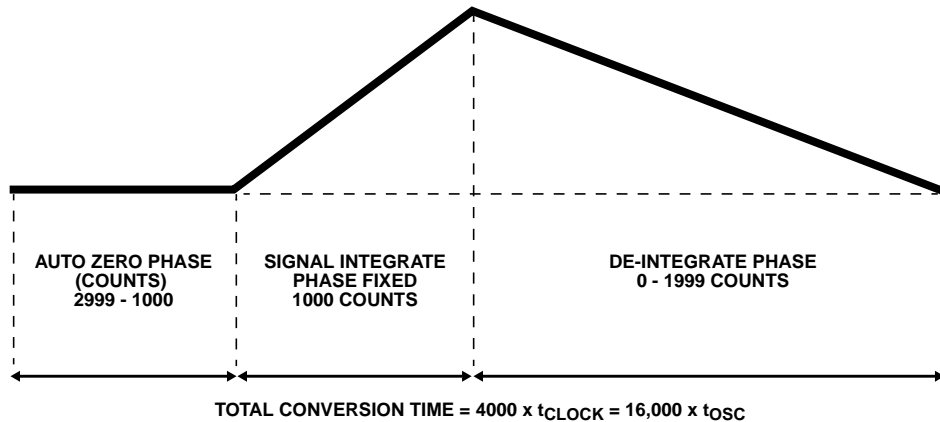 AUTO ZERO PHASE
(COUNTS)
2999 - 1000
SIGNAL INTEGRATE
PHASE FIXED
1000 COUNTS
DE-INTEGRATE PHASE
0 - 1999 COUNTS
TOTAL CONVERSION TIME = 4000 x tCLOCK = 16,000 x tOSC